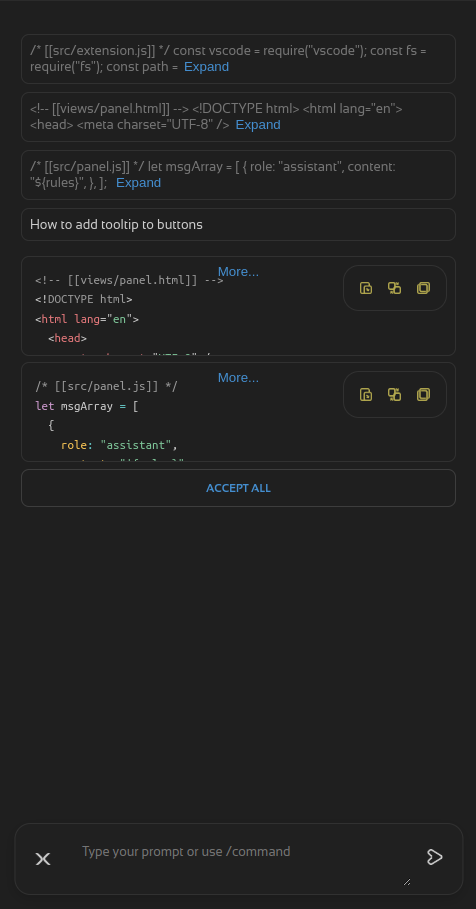 /* [[src/extension.js]] */ const vscode = require("vscode"); const fs =
require("fs"); const path = Expand
<!-- [[views/panel.html]] --> <!DOCTYPE html> <html lang="en">
<head> <meta charset="UTF-8" /> Expand
/* [[src/panel.js]] */ let msgArray = [ { role: "assistant", content:
"${rules}", }, ]; Expand
How to add tooltip to buttons
More...
<!-- [[views/panel.html]] -->
<!DOCTYPE html>
<html lang="en">
<head>
More...
/* [[src/panel.js]] */
let msgArray = [
{
role: "assistant",
ACCEPT ALL
Type your prompt or use /command